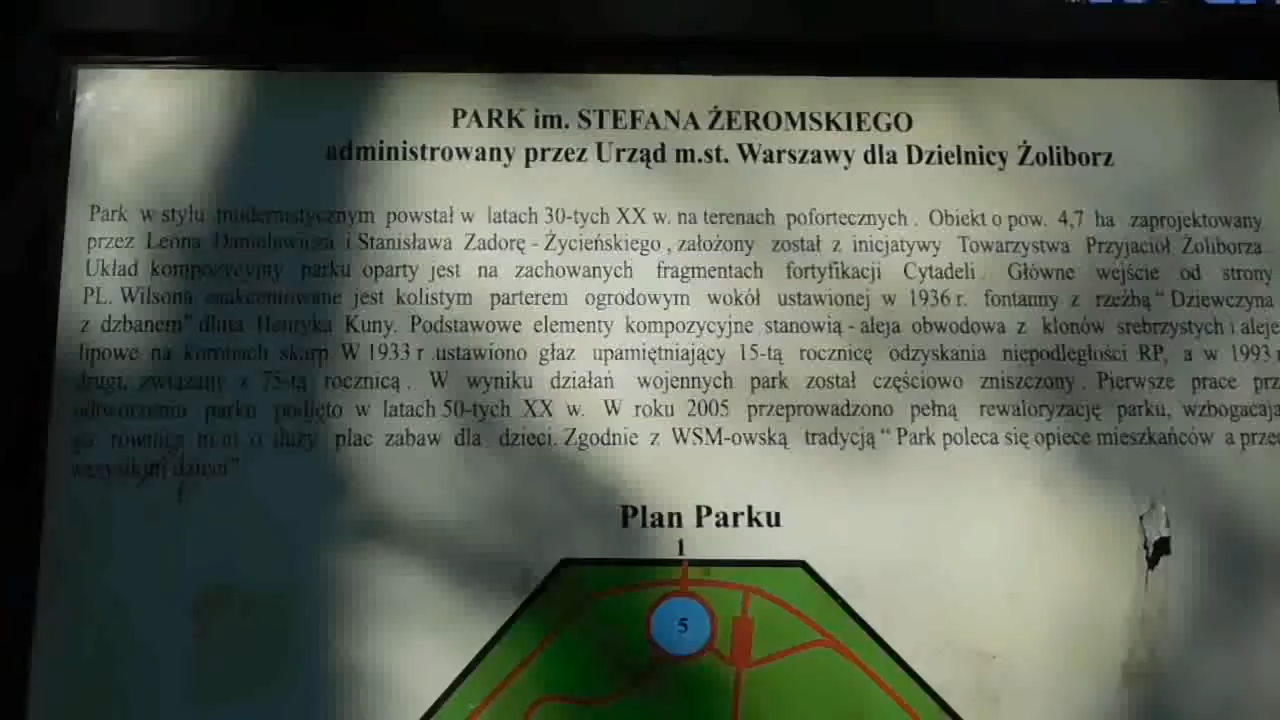 PARK im. STEFANA ŻEROMSKIEGO
administrowany przez Urząd m.st. Warszawy dla Dzielnicy Żoliborz
Park w stylu modernistycznym powstał w latach 30-tych XX w. na terenach pofortecznych . Obiekt o pow. 4,7 ha zaprojektowany
przez Leona Danielewicza i Stanisława Zadorę - Życieńskiego , założony został z inicjatywy Towarzystwa Przyjaciół Żoliborza
Układ kompozycyjny parku oparty jest na zachowanych fragmentach fortyfikacji Cytadeli . Główne wejście od strony
PL. Wilsona zaakcentowane jest kolistym parterem ogrodowym wokół ustawionej w 1936 r. fontanny z rzeźbą “ Dziewczyna
z dzbanem” dłuta Henryka Kuny. Podstawowe elementy kompozycyjne stanowią - aleja obwodowa z klonów srebrzystych i aleje
lipowe na koronach skarp. W 1933 r .ustawiono głaz upamiętniający 15-tą rocznicę odzyskania niepodległości RP, a w 1993 r
drugi, związany z 75-tą rocznicą . W wyniku działań wojennych park został częściowo zniszczony . Pierwsze prace prz
odtworzeniu parku podjęto w latach 50-tych XX w. W roku 2005 przeprowadzono pełną rewaloryzację parku, wzbogacają
go również m.in o duży plac zabaw dla dzieci. Zgodnie z WSM-owską tradycją “ Park poleca się opiece mieszkańców a prze
wszystkim
Plan Parku
1
5